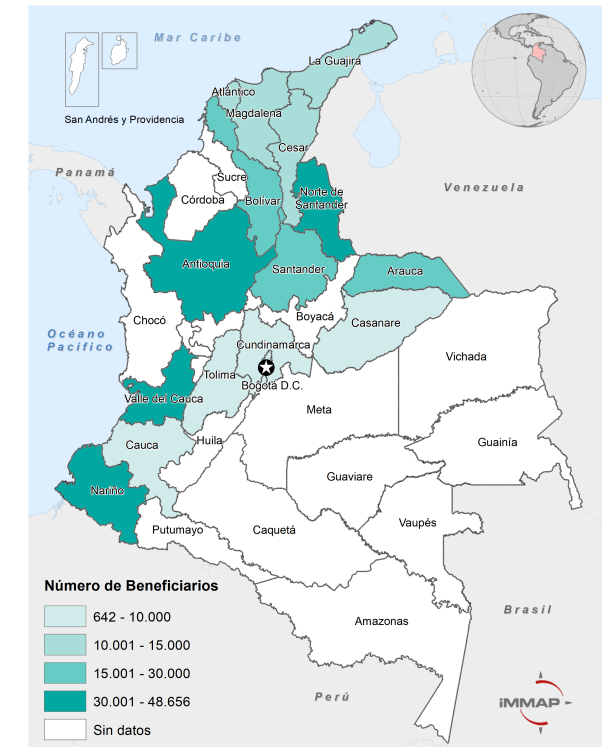 Mar Caribe
La Guajira
Atlántico
Magdalena
San Andrés y Providencia
Cesar
Panamá
Sucre
Venezuela
Norte de
Santander
Córdoba
Bolívar
Antioquia
Santander
Arauca
Boyacá
Chocó
Casanare
Océano
Pacífico
Cundinamarca
Vichada
Tolima
Bogotá D.C.
Valle del Cauca
Meta
Cauca
Huila
Guainía
Guaviare
Nariño
Vaupés
Putumayo
Caquetá
Número de Beneficiarios
642 - 10.000
Brasil
Amazonas
10.001 - 15.000
15.001 - 30.000
Perú
30.001 - 48.656
iMMAP
Sin datos